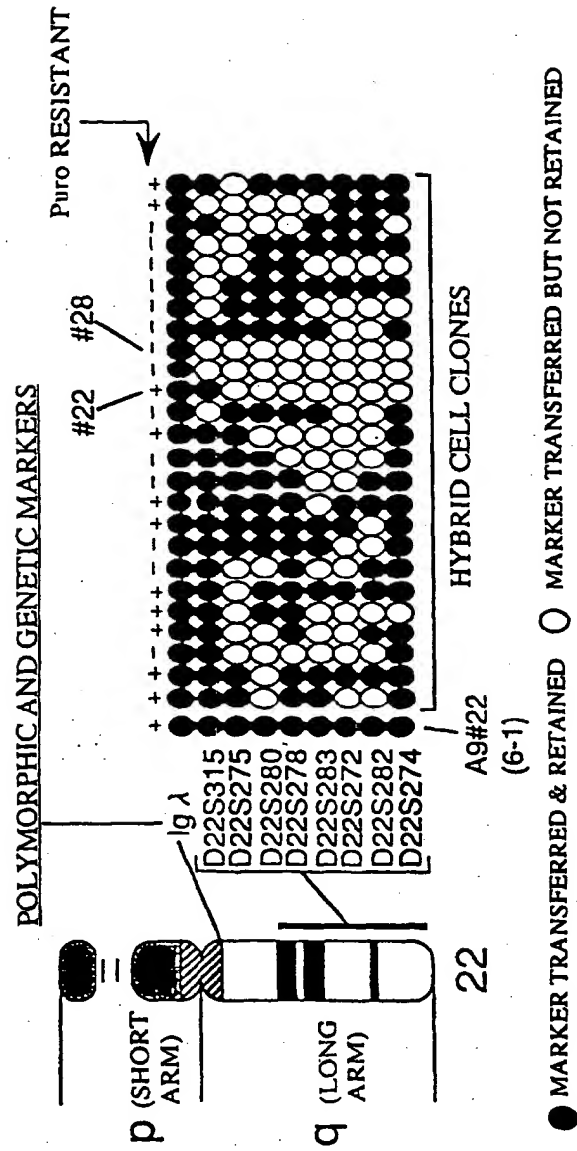 POLYMORPHIC AND GENETIC MARKERS
Puro RESISTANT
#22
#28
+ + + - + + + - - + + - - + - + - - - - - - - - + +
p (SHORT ARM)
q (LONG ARM)
22
Ig λ
D22S315
D22S275
D22S280
D22S278
D22S283
D22S272
D22S282
D22S274
A9#22
(6-1)
HYBRID CELL CLONES
MARKER TRANSFERRED & RETAINED
MARKER TRANSFERRED BUT NOT RETAINED